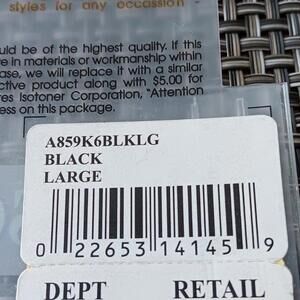 styles for any occassion
uld be of the highest quality. If this
e in materials or workmanship within
ase, we will replace it with a similar
ctive product along with $5.00 for
res Isotoner Corporation, "Attention
ess on this package.
A859K6BLKLG
BLACK
LARGE
0 22653 14145 9
DEPT RETAIL